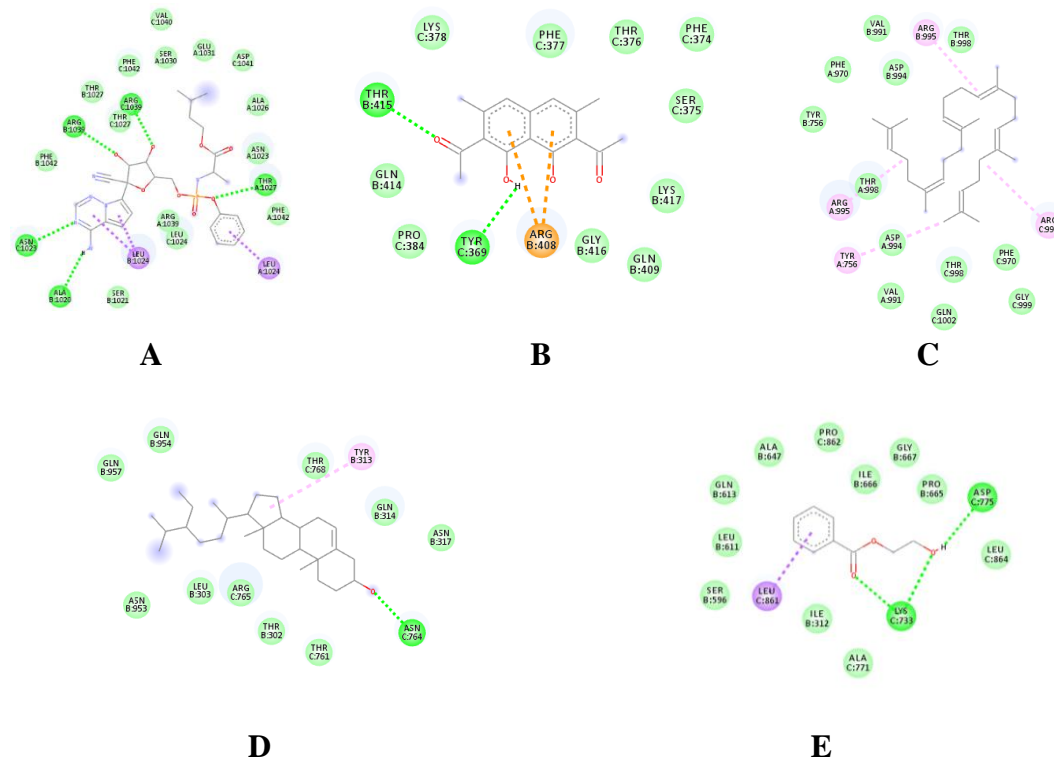 VAL
C:1040
SER
A:1030
GLU
A:1031
PHE
C:1042
ASP
C:1041
THR
B:1027
ARG
C:1039
THR
C:1027
ALA
A:1026
ARG
B:1039
ASN
A:1023
PHE
B:1042
THR
A:1027
PHE
A:1042
ARG
A:1039
LEU
C:1024
ASN
B:1023
LEU
B:1024
LEU
A:1024
ALA
B:1020
SER
B:1021
A
B
LYS
C:378
PHE
C:377
THR
C:376
PHE
C:374
THR
B:415
SER
C:375
O
O
H
O
O
GLN
B:414
LYS
C:417
PRO
C:384
TYR
C:369
ARG
B:408
GLY
B:416
GLN
B:409
B
VAL
B:991
ARG
B:995
THR
B:998
PHE
A:970
ASP
B:994
TYR
B:756
THR
A:998
ARG
A:995
ARG
C:99
ASP
A:994
TYR
A:756
THR
C:998
PHE
C:970
VAL
A:991
GLY
C:999
GLN
C:1002
C
GLN
B:954
GLN
B:957
THR
C:768
TYR
B:313
GLN
B:314
ASN
B:317
ASN
B:953
LEU
B:303
ARG
C:765
THR
B:302
THR
C:761
ASN
C:764
D
ALA
B:647
PRO
C:862
GLY
B:667
GLN
B:613
ILE
B:666
PRO
B:665
ASP
C:775
LEU
B:611
LEU
C:864
SER
B:596
LEU
C:861
O
O
O
H
ILE
B:312
LYS
C:733
ALA
C:771
E